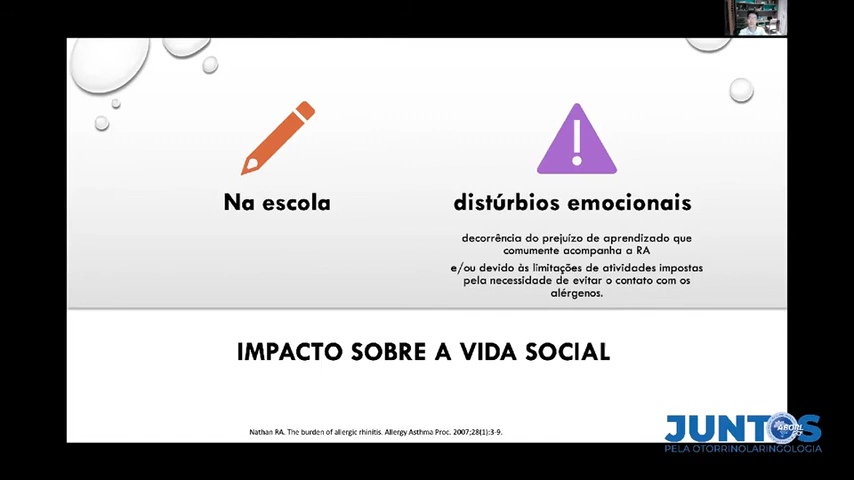 Na escola
distúrbios emocionais
decorrência do prejuízo de aprendizado que
comumente acompanha a RA
e/ou devido às limitações de atividades impostas
pela necessidade de evitar o contato com os
alérgenos.
IMPACTO SOBRE A VIDA SOCIAL
Nathan RA. The burden of allergic rhinitis. Allergy Asthma Proc. 2007;28(1):3-9.
JUNTOS
PELA OTORRINOLARINGOLOGIA